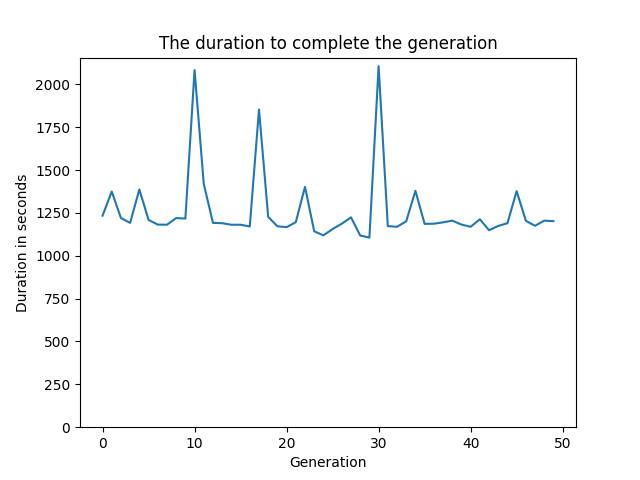 The duration to complete the generation
Duration in seconds
2000
1750
1500
1250
1000
750
500
250
0
0 10 20 30 40 50
Generation